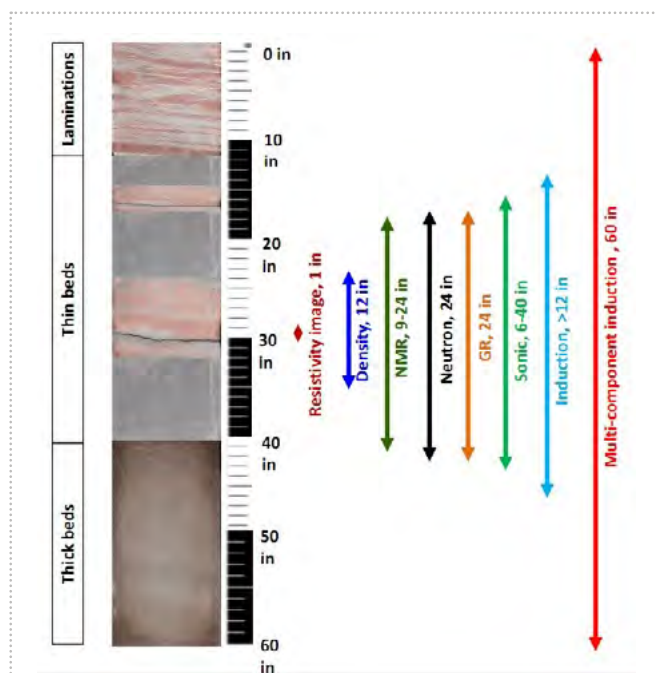 Laminations
Thin beds
Thick beds
0 in
10
in
20
in
30
in
40
in
50
in
60
in
Resistivity image, 1 in
Density, 12 in
NMR, 9-24 in
Neutron, 24 in
GR, 24 in
Sonic, 6-40 in
Induction, >12 in
Multi-component induction , 60 in